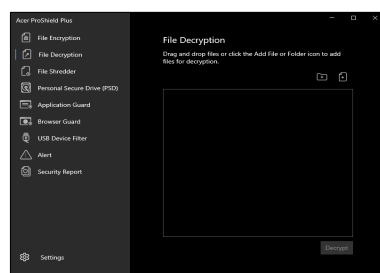 Acer ProShield Plus
File Encryption
File Decryption
File Shredder
Personal Secure Drive (PSD)
Application Guard
Browser Guard
USB Device Filter
Alert
Security Report
Settings
File Decryption
Drag and drop files or click the Add File or Folder icon to add
files for decryption.
Decrypt